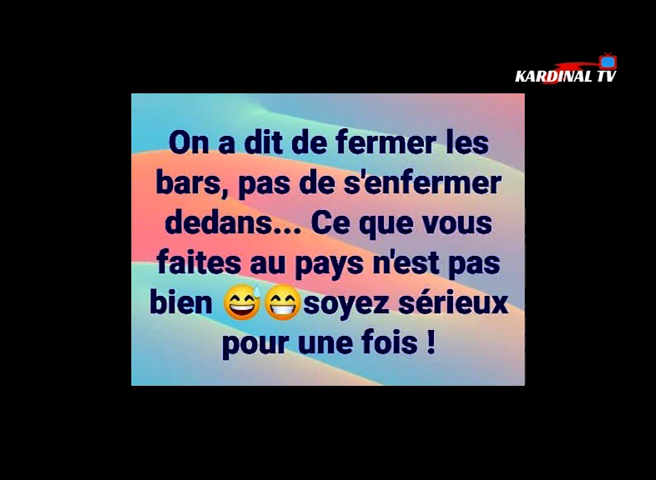 KARDINAL TV
On a dit de fermer les
bars, pas de s'enfermer
dedans... Ce que vous
faites au pays n'est pas
bien 😅😁soyez sérieux
pour une fois !